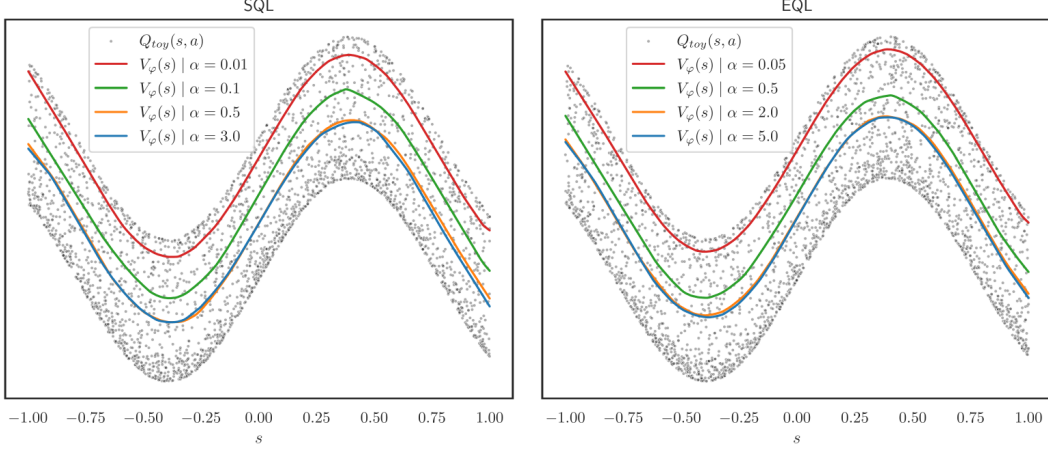 SQL
Q_{toy}(s, a)
V_φ(s) | α = 0.01
V_φ(s) | α = 0.1
V_φ(s) | α = 0.5
V_φ(s) | α = 3.0
−1.00 −0.75 −0.50 −0.25 0.00 0.25 0.50 0.75 1.00
s
EQL
Q_{toy}(s, a)
V_φ(s) | α = 0.05
V_φ(s) | α = 0.5
V_φ(s) | α = 2.0
V_φ(s) | α = 5.0
−1.00 −0.75 −0.50 −0.25 0.00 0.25 0.50 0.75 1.00
s